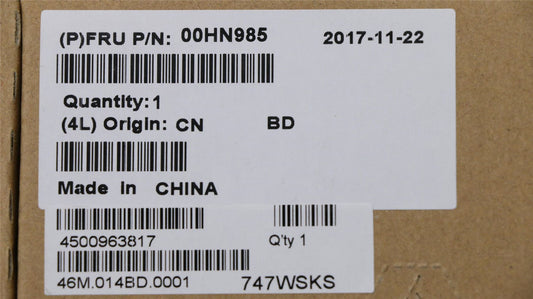 (P)FRU P/N: 00HN985 2017-11-22
Quantity:1
(4L) Origin: CN BD
Made in CHINA
4500963817 Q'ty 1
46M.014BD.0001 747WSKS